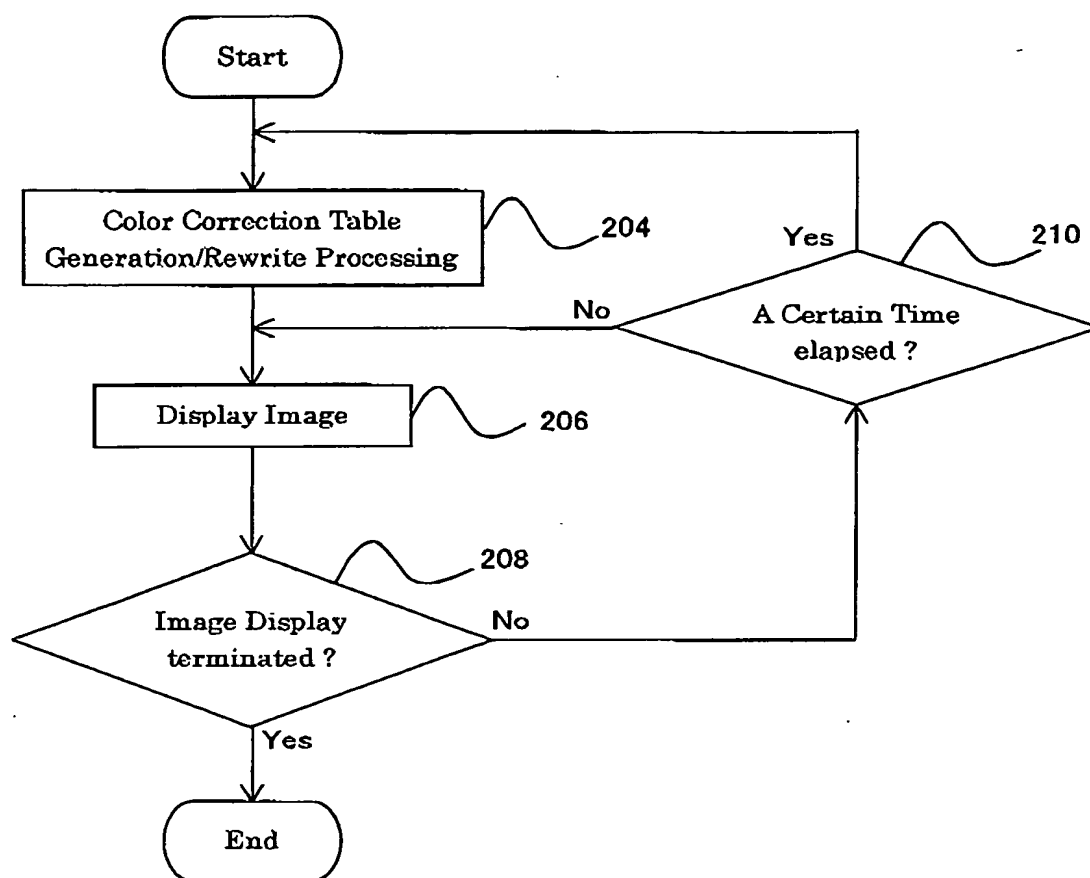 Start
Color Correction Table
Generation/Rewrite Processing
204
Yes
210
No
A Certain Time
elapsed ?
Display Image
206
208
Image Display
terminated ?
No
Yes
End